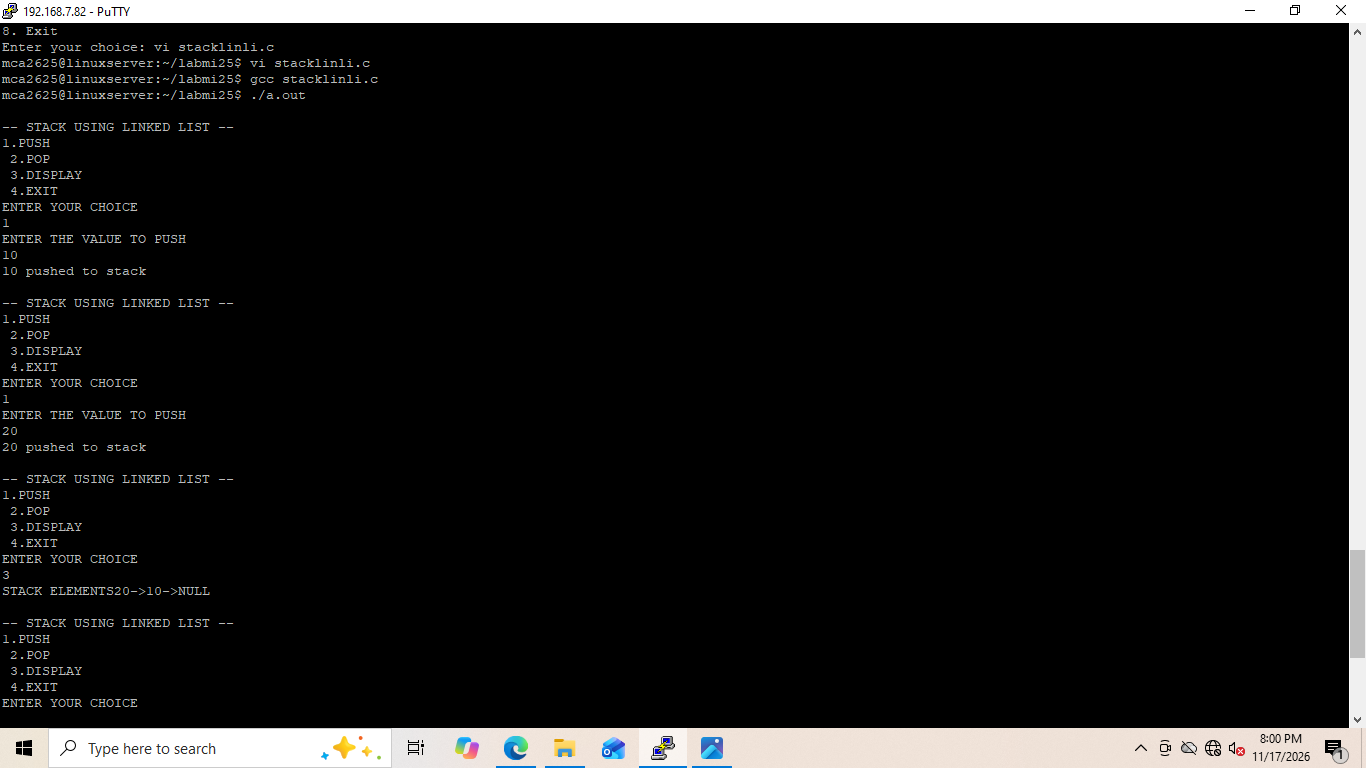 192.168.7.82 - PuTTY
8. Exit
Enter your choice: vi stacklinli.c
mca2625@linuxserver:~/labmi25$ vi stacklinli.c
mca2625@linuxserver:~/labmi25$ gcc stacklinli.c
mca2625@linuxserver:~/labmi25$ ./a.out
-- STACK USING LINKED LIST --
1.PUSH
2.POP
3.DISPLAY
4.EXIT
ENTER YOUR CHOICE
1
ENTER THE VALUE TO PUSH
10
10 pushed to stack
-- STACK USING LINKED LIST --
1.PUSH
2.POP
3.DISPLAY
4.EXIT
ENTER YOUR CHOICE
1
ENTER THE VALUE TO PUSH
20
20 pushed to stack
-- STACK USING LINKED LIST --
1.PUSH
2.POP
3.DISPLAY
4.EXIT
ENTER YOUR CHOICE
3
STACK ELEMENTS20->10->NULL
-- STACK USING LINKED LIST --
1.PUSH
2.POP
3.DISPLAY
4.EXIT
ENTER YOUR CHOICE
Type here to search
8:00 PM
11/17/2026
1